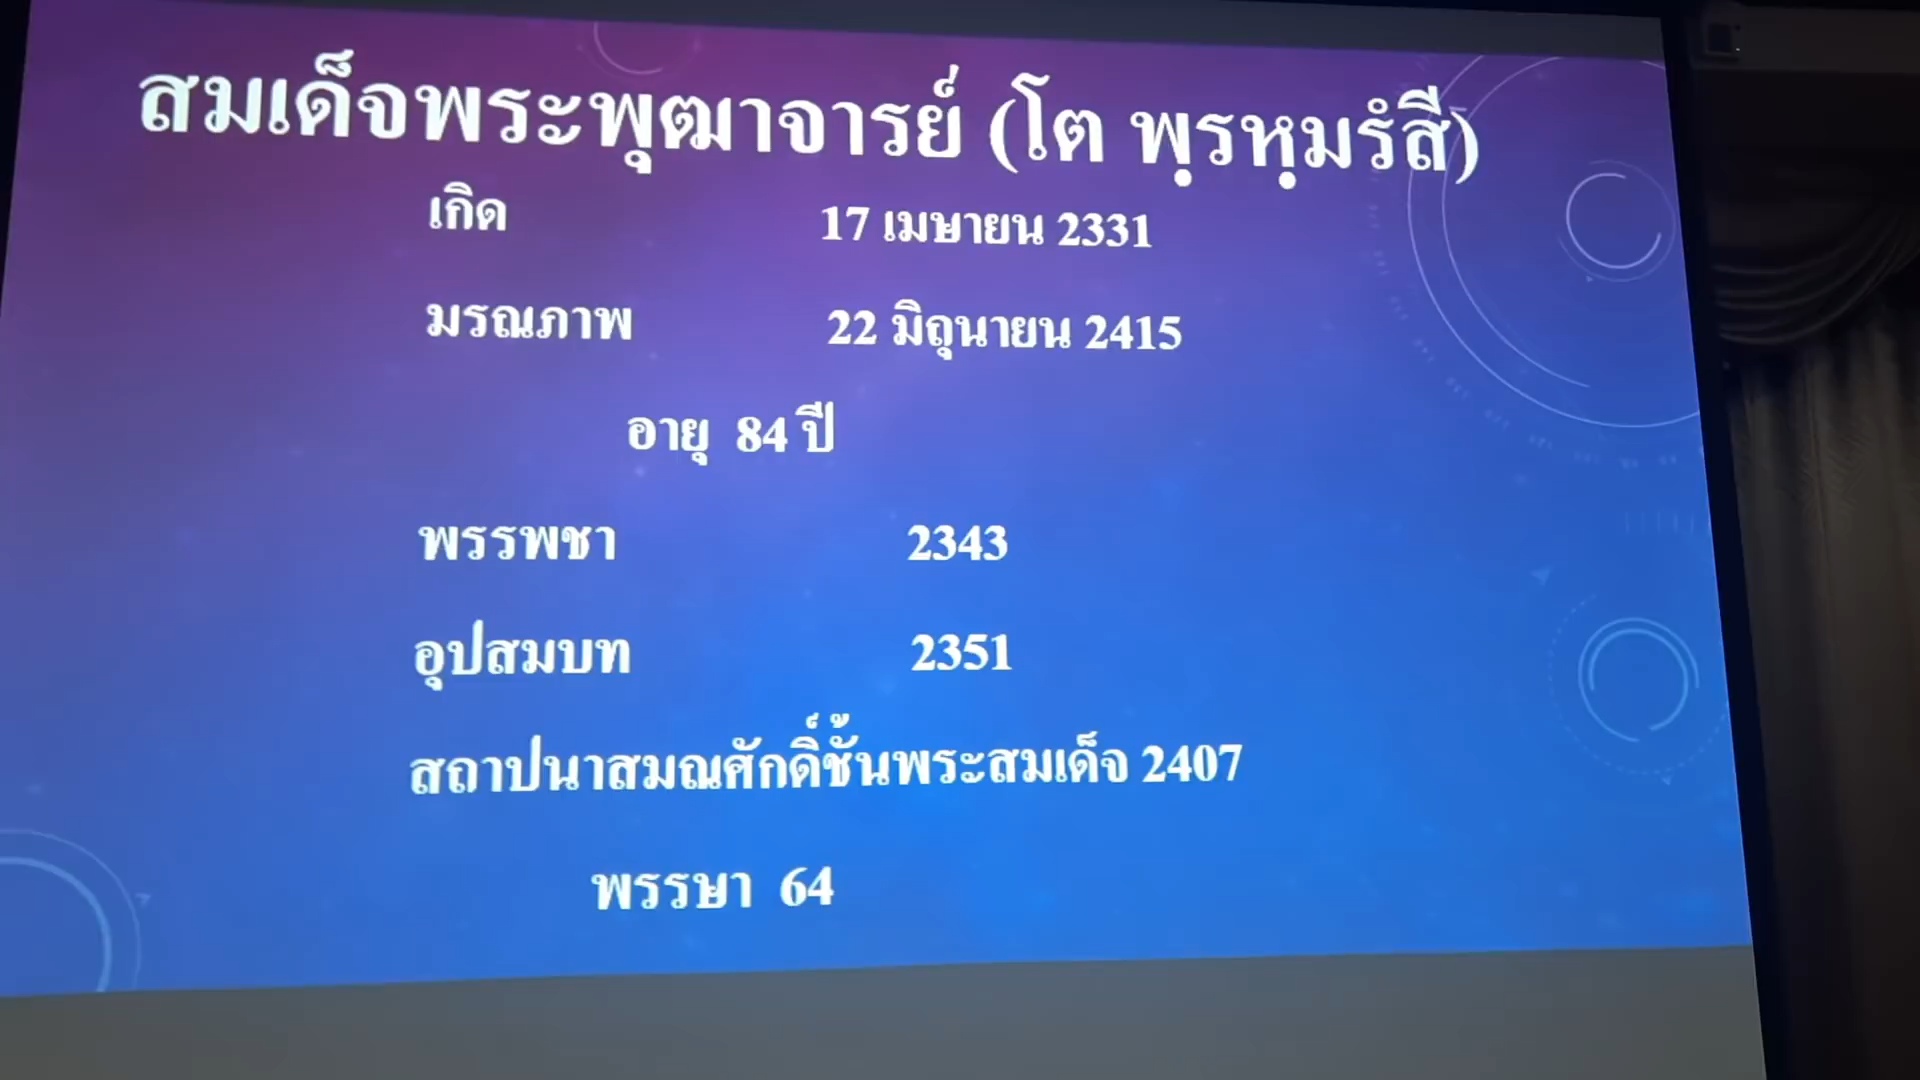 สมเด็จพระพุฒาจารย์ (โต พฺรหฺมรํสี)
เกิด 17 เมษายน 2331
มรณภาพ 22 มิถุนายน 2415
อายุ 84 ปี
พรรพชา 2343
อุปสมบท 2351
สถาปนาสมณศักดิ์ชั้นพระสมเด็จ 2407
พรรษา 64